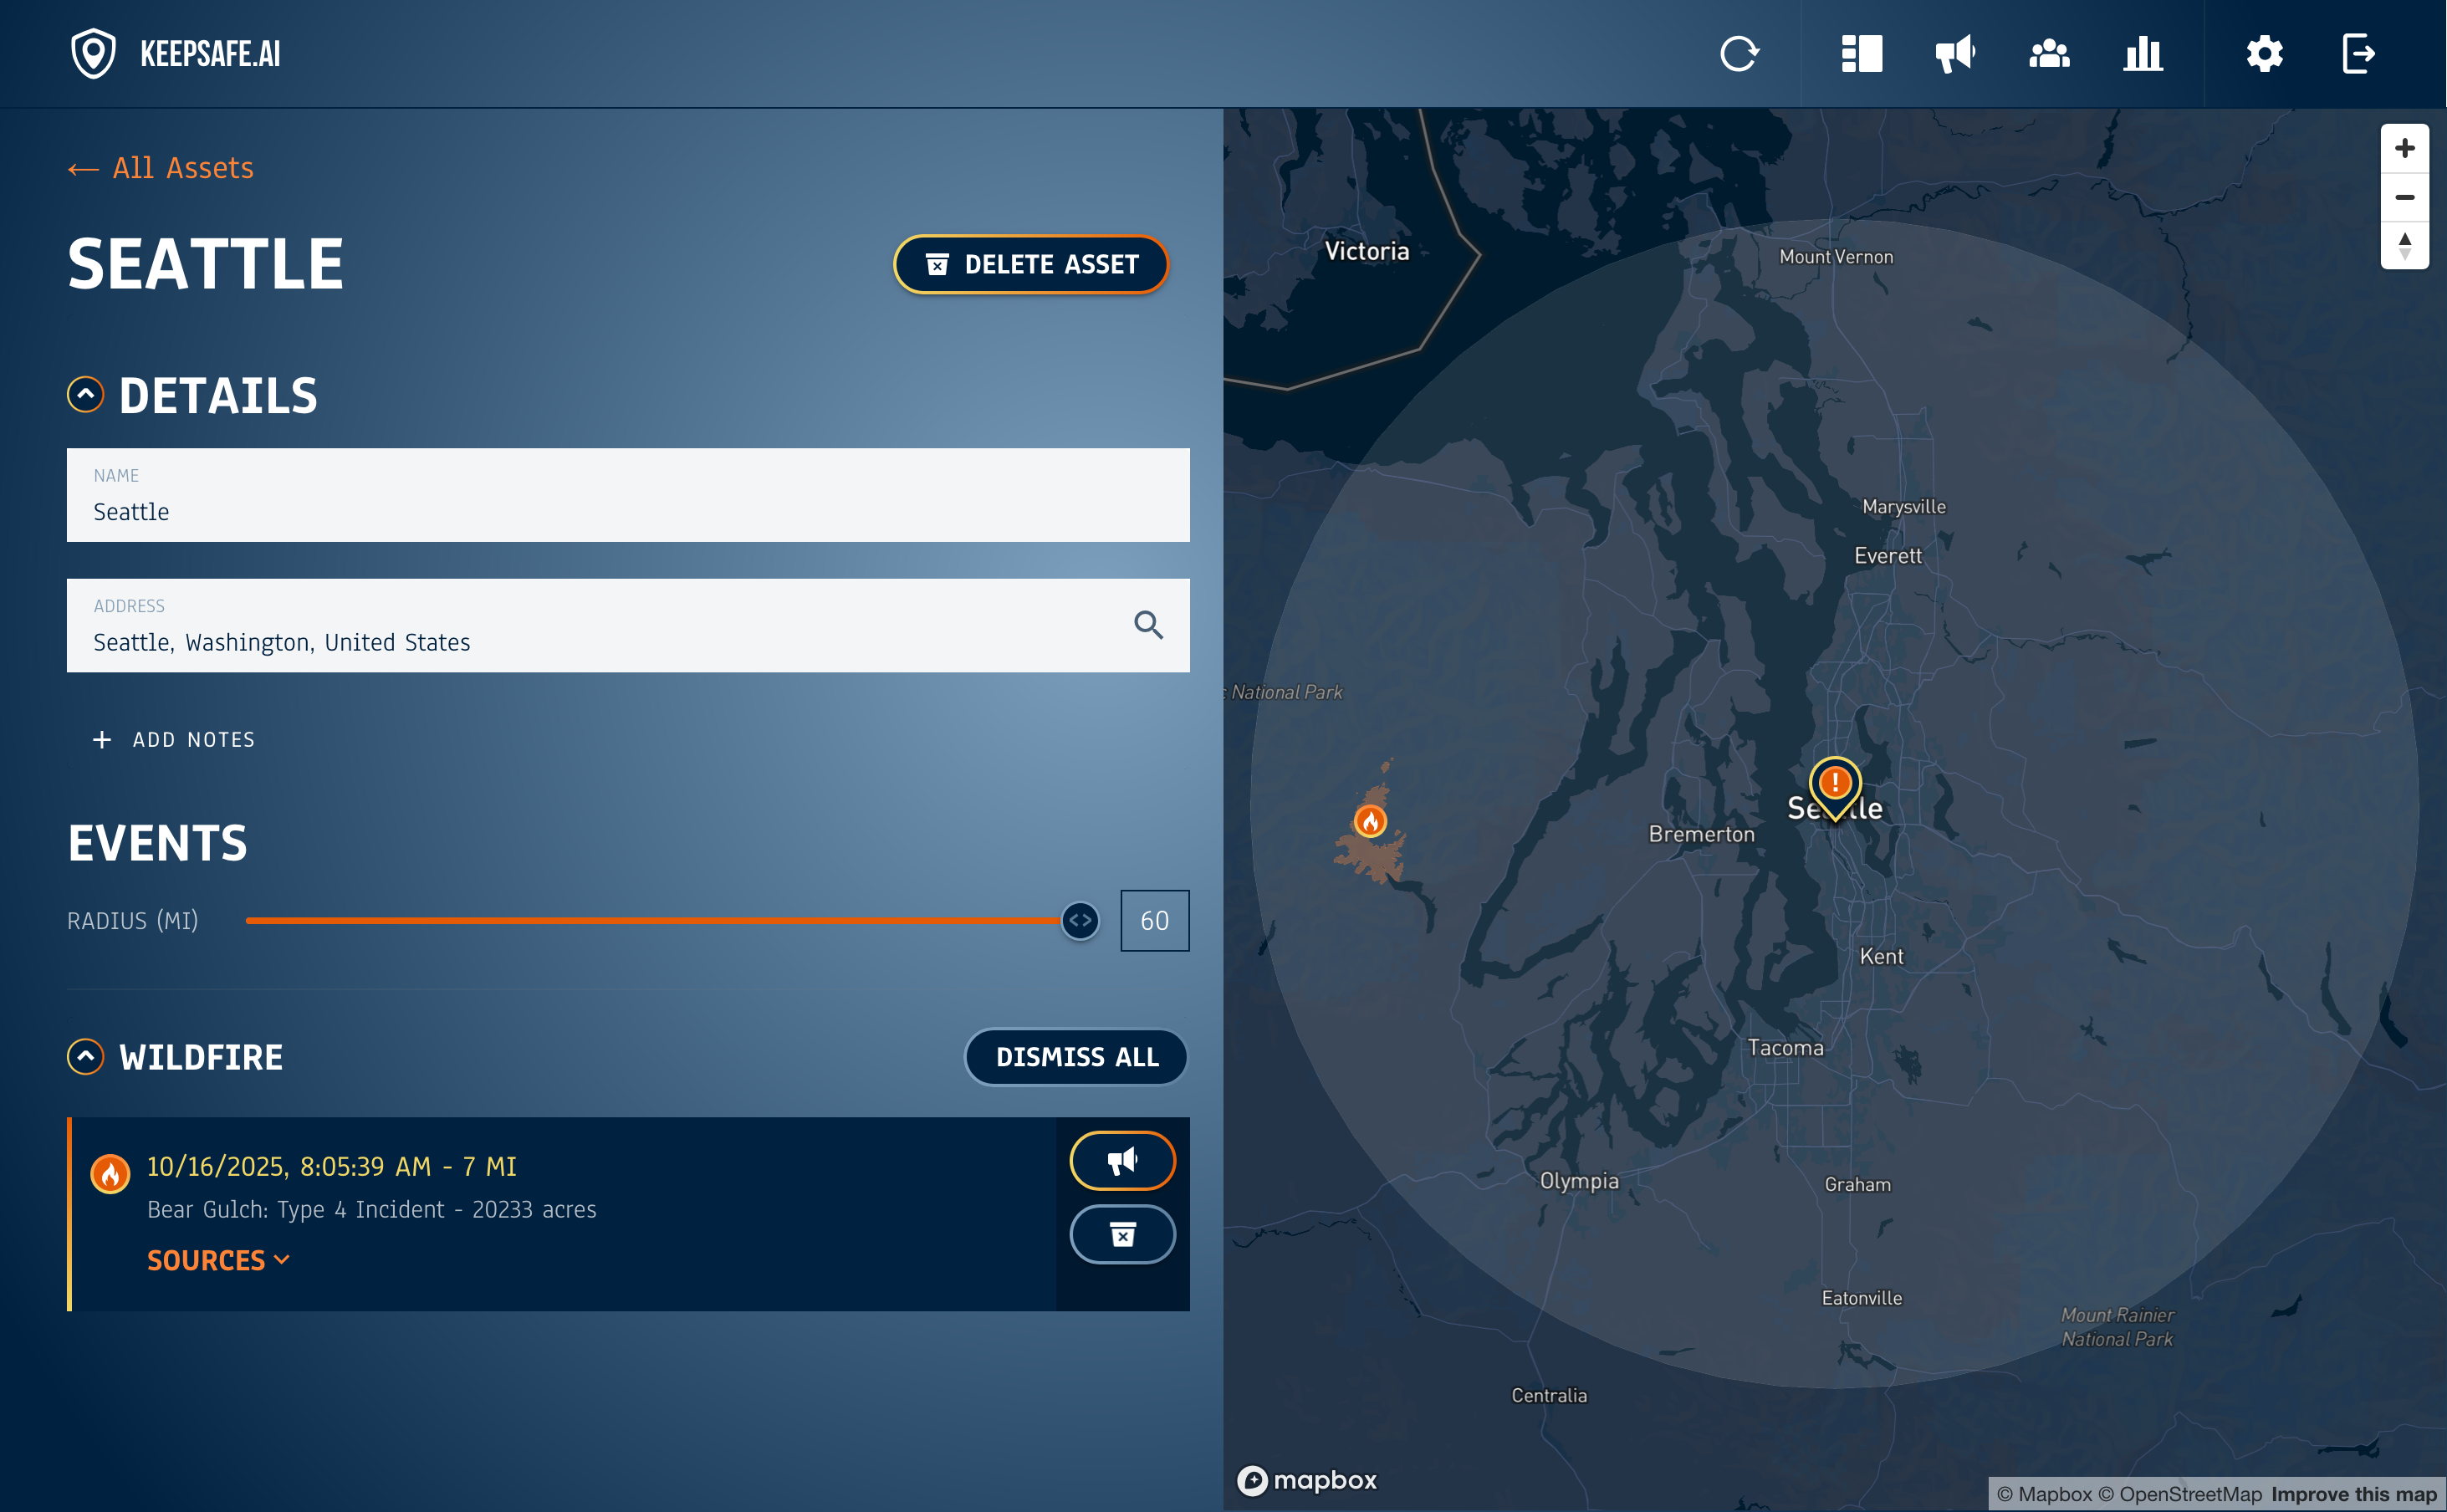 KEEPSAFE.AI
← All Assets
SEATTLE
DELETE ASSET
DETAILS
NAME
Seattle
ADDRESS
Seattle, Washington, United States
+ ADD NOTES
EVENTS
RADIUS (MI)
60
WILDFIRE
DISMISS ALL
10/16/2025, 8:05:39 AM - 7 MI
Bear Gulch: Type 4 Incident - 20233 acres
SOURCES
Victoria
Mount Vernon
Marysville
Everett
National Park
Seattle
Bremerton
Kent
Tacoma
Olympia
Graham
Eatonville
Mount Rainier
National Park
Centralia
mapbox
© Mapbox © OpenStreetMap Improve this map